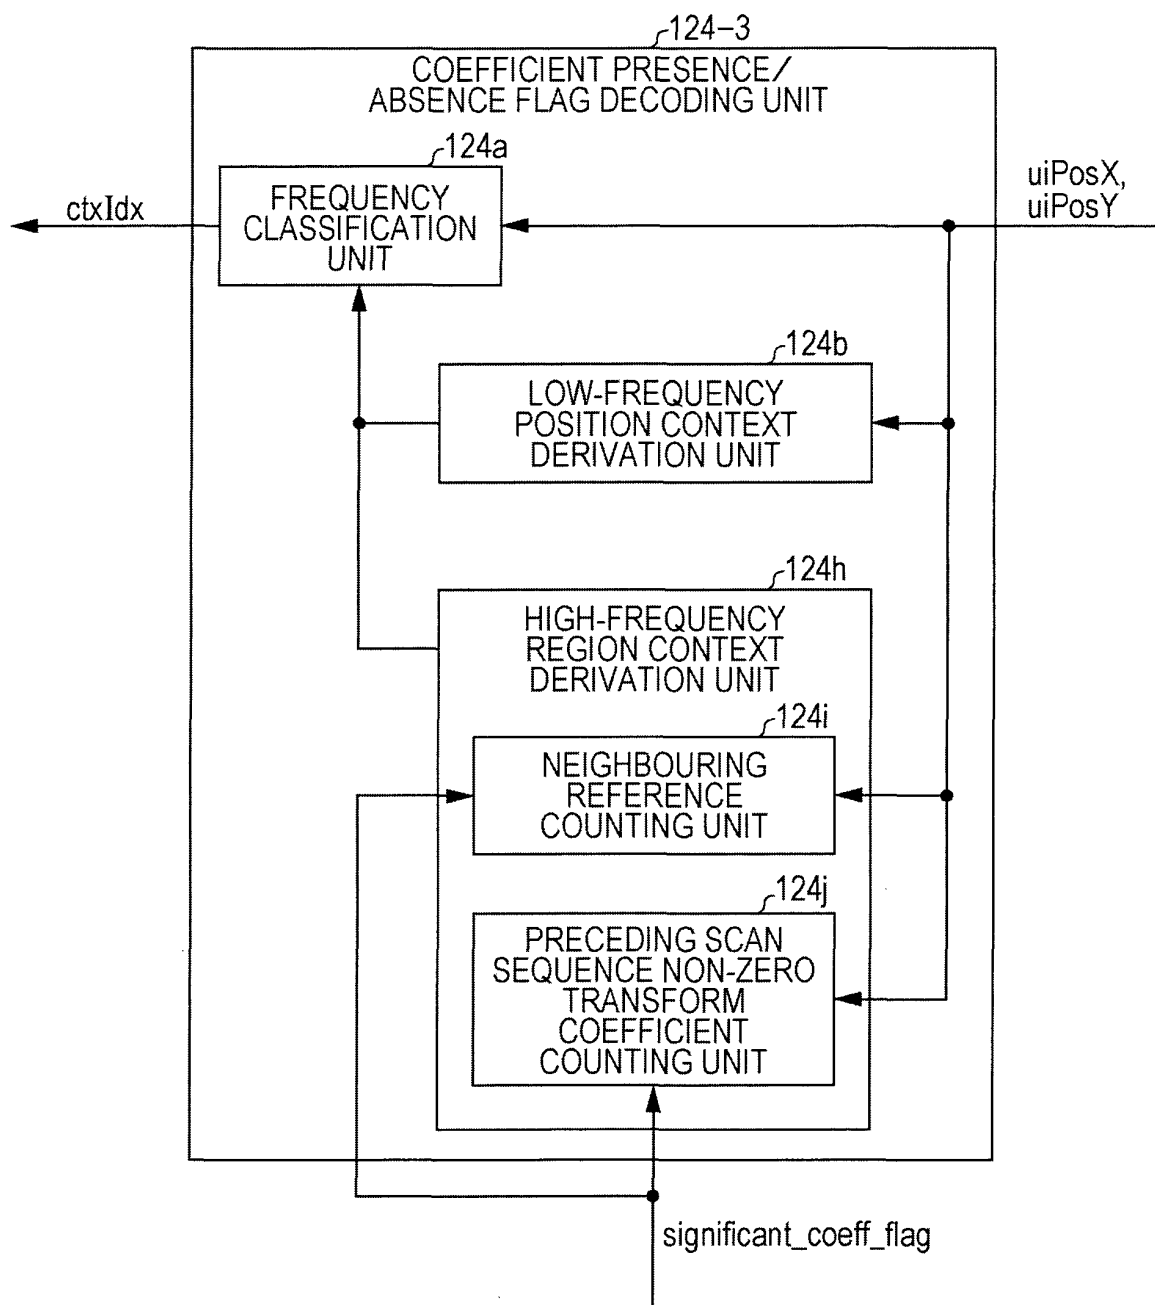 124-3
COEFFICIENT PRESENCE/
ABSENCE FLAG DECODING UNIT
124a
FREQUENCY
CLASSIFICATION
UNIT
ctxIdx
uiPosX,
uiPosY
124b
LOW-FREQUENCY
POSITION CONTEXT
DERIVATION UNIT
124h
HIGH-FREQUENCY
REGION CONTEXT
DERIVATION UNIT
124i
NEIGHBOURING
REFERENCE
COUNTING UNIT
124j
PRECEDING SCAN
SEQUENCE NON-ZERO
TRANSFORM
COEFFICIENT
COUNTING UNIT
significant_coeff_flag